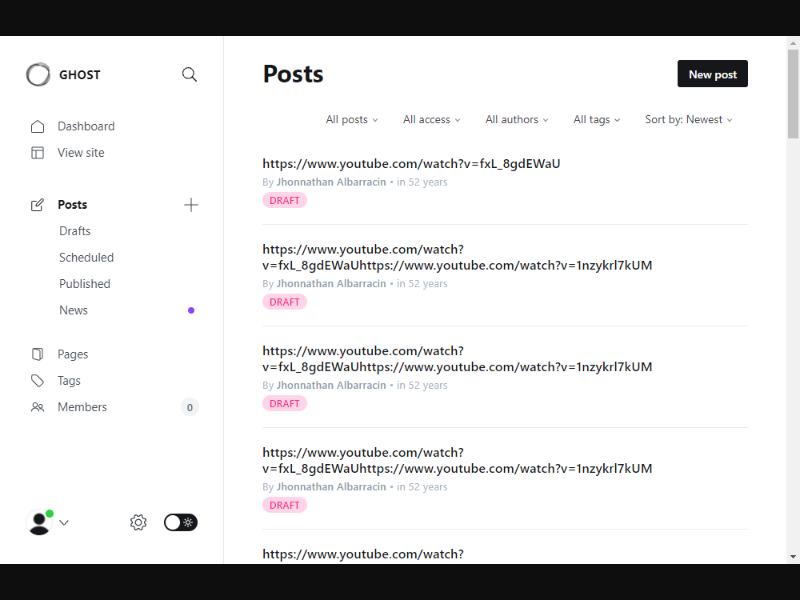 GHOST
Dashboard
View site
Posts
Drafts
Scheduled
Published
News
Pages
Tags
Members
0
Posts
New post
All posts
All access
All authors
All tags
Sort by: Newest
https://www.youtube.com/watch?v=fxL_8gdEWaU
By Jhonnathan Albarracin • in 52 years
DRAFT
https://www.youtube.com/watch?
v=fxL_8gdEWaUhttps://www.youtube.com/watch?v=1nzykrl7kUM
By Jhonnathan Albarracin • in 52 years
DRAFT
https://www.youtube.com/watch?
v=fxL_8gdEWaUhttps://www.youtube.com/watch?v=1nzykrl7kUM
By Jhonnathan Albarracin • in 52 years
DRAFT
https://www.youtube.com/watch?
v=fxL_8gdEWaUhttps://www.youtube.com/watch?v=1nzykrl7kUM
By Jhonnathan Albarracin • in 52 years
DRAFT
https://www.youtube.com/watch?